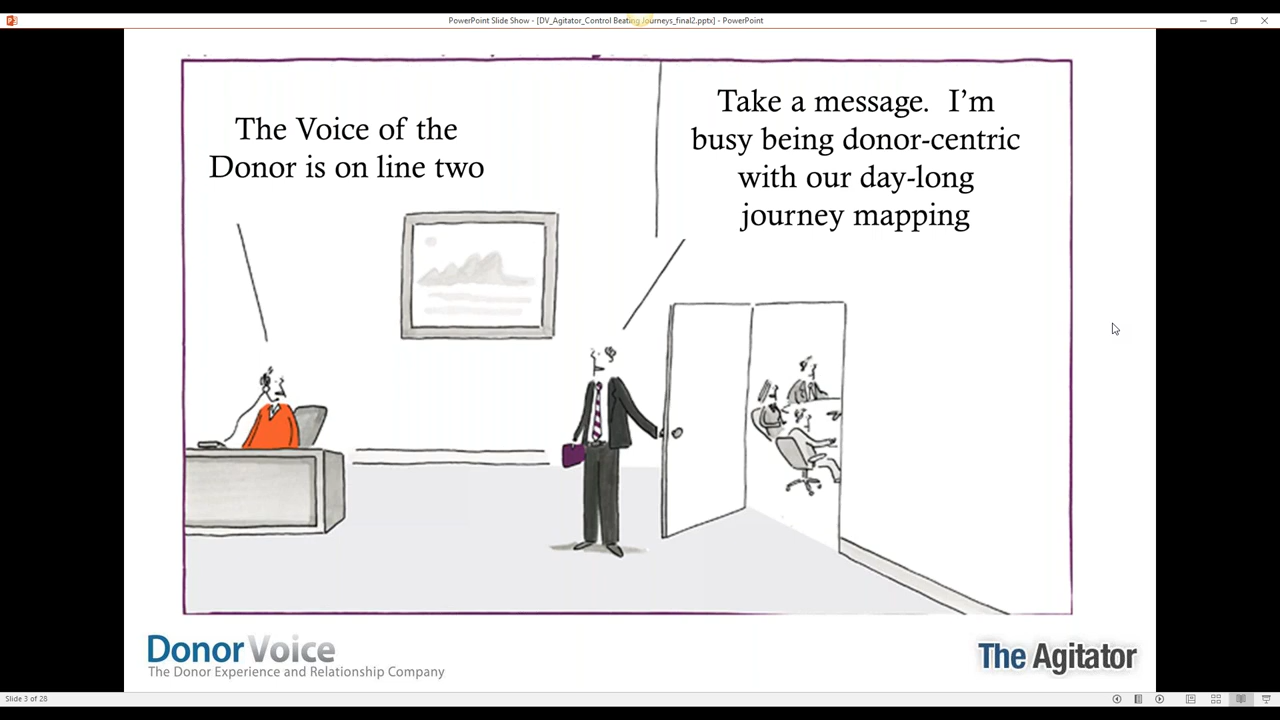 PowerPoint Slide Show - [DV_Agitator_Control Beating Journeys_final2.pptx] - PowerPoint
The Voice of the
Donor is on line two
Take a message. I'm
busy being donor-centric
with our day-long
journey mapping
DonorVoice
The Donor Experience and Relationship Company
The Agitator
Slide 3 of 28